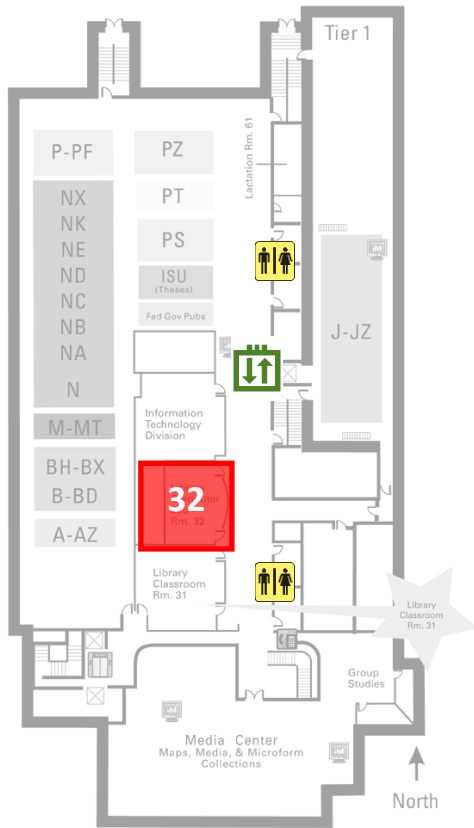 Tier 1
Lactation Rm. 61
P-PF
PZ
PT
PS
ISU
(Theses)
Fed Gov Pubs
NX
NK
NE
ND
NC
NB
NA
N
J-JZ
Information
Technology
Division
M-MT
BH-BX
B-BD
A-AZ
32
Rm. 32
Library
Classroom
Rm. 31
Library
Classroom
Rm. 31
Group
Studies
Media Center
Maps, Media, & Microform
Collections
North